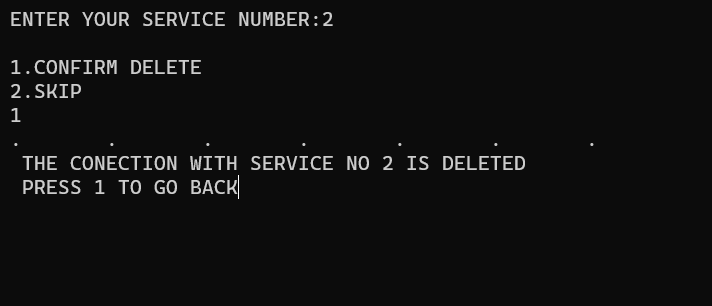 ENTER YOUR SERVICE NUMBER:2
1.CONFIRM DELETE
2.SKIP
1
. . . . . . .
THE CONECTION WITH SERVICE NO 2 IS DELETED
PRESS 1 TO GO BACK